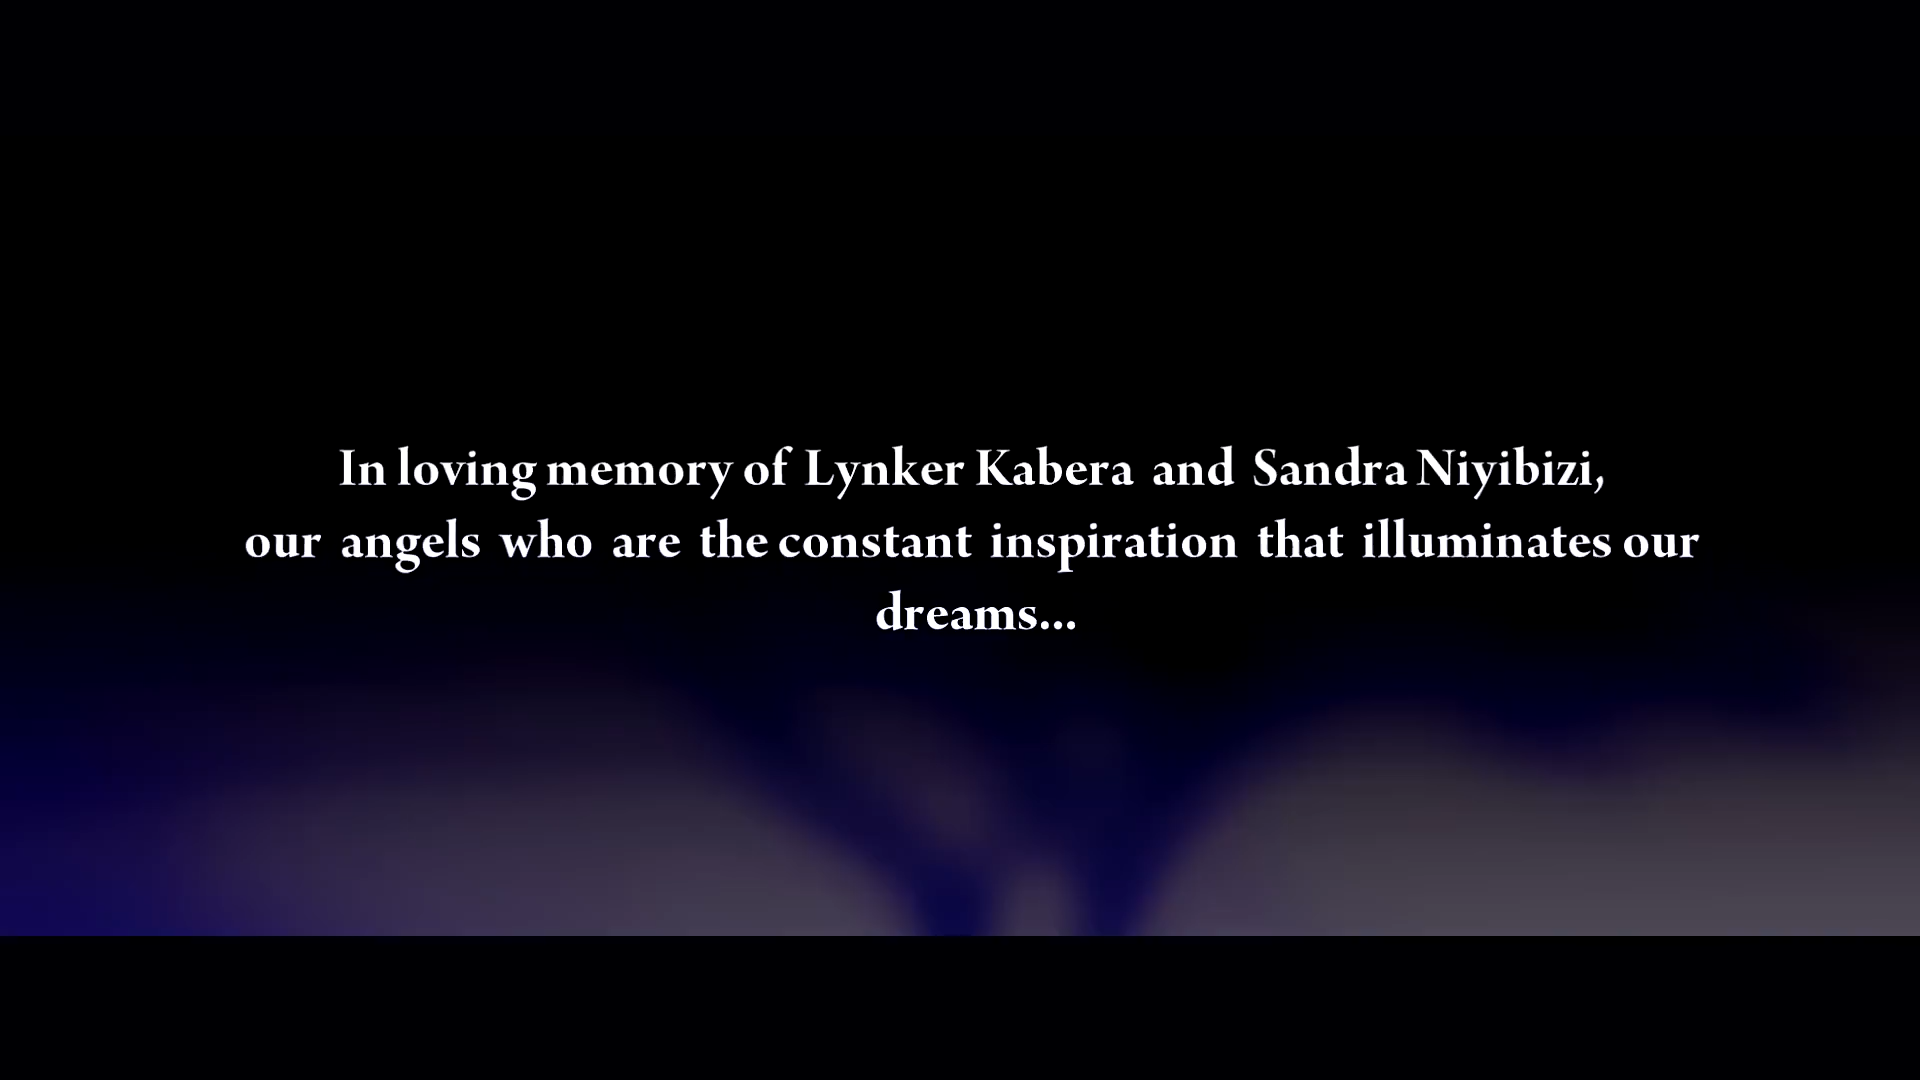 In loving memory of Lynker Kabera and Sandra Niyibizi,
our angels who are the constant inspiration that illuminates our
dreams...